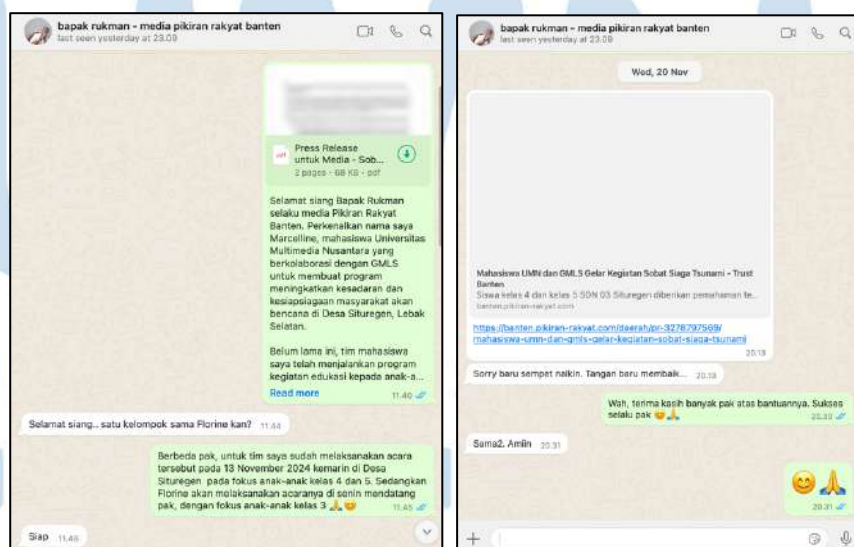 bapak rukman - media pikiran rakyat banten
last seen yesterday at 23.09
Press Release
untuk Media - Sob...
2 pages • 68 KB • pdf
Selamat siang Bapak Rukman
selaku media Pikiran Rakyat
Banten. Perkenalkan nama saya
Marcelline, mahasiswa Universitas
Multimedia Nusantara yang
berkolaborasi dengan GMLS
untuk membuat program
meningkatkan kesadaran dan
kesiapsiagaan masyarakat akan
bencana di Desa Situregen, Lebak
Selatan.
Belum lama ini, tim mahasiswa
saya telah menjalankan program
kegiatan edukasi kepada anak-a...
Read more
11.40
Selamat siang.. satu kelompok sama Florine kan?
11.44
Berbeda pak, untuk tim saya sudah melaksanakan acara
tersebut pada 13 November 2024 kemarin di Desa
Situregen pada fokus anak-anak kelas 4 dan 5. Sedangkan
Florine akan melaksanakan acaranya di senin mendatang
pak, dengan fokus anak-anak kelas 3 🙏😊
11.45
Siap
11.46
bapak rukman - media pikiran rakyat banten
last seen yesterday at 23.09
Wed, 20 Nov
Mahasiswa UMN dan GMLS Gelar Kegiatan Sobat Siaga Tsunami - Trust
Banten
Siswa kelas 4 dan kelas 5 SDN 03 Situregen diberikan pemahaman te...
banten.pikiran-rakyat.com
https://banten.pikiran-rakyat.com/daerah/pr-3278797569/
mahasiswa-umn-dan-gmls-gelar-kegiatan-sobat-siaga-tsunami
20.13
Sorry baru sempet naikin. Tangan baru membaik...
20.13
Wah, terima kasih banyak pak atas bantuannya. Sukses
selalu pak 😊🙏
Sama2. Amiin
20.31
😊🙏
20.31